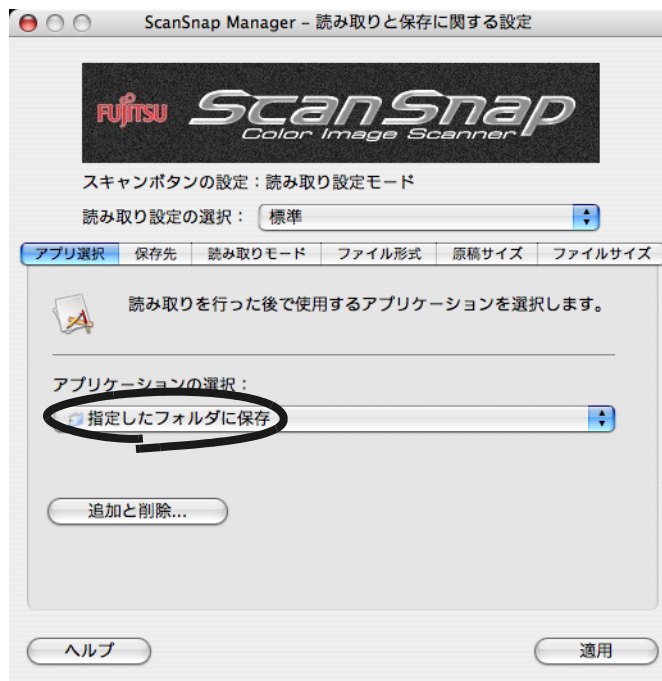 ScanSnap Manager – 読み取りと保存に関する設定
FUJITSU ScanSnap
Color Image Scanner
スキャンボタンの設定：読み取り設定モード
読み取り設定の選択： 標準
アプリ選択 保存先 読み取りモード ファイル形式 原稿サイズ ファイルサイズ
読み取りを行った後で使用するアプリケーションを選択します。
アプリケーションの選択：
指定したフォルダに保存
追加と削除...
ヘルプ 適用